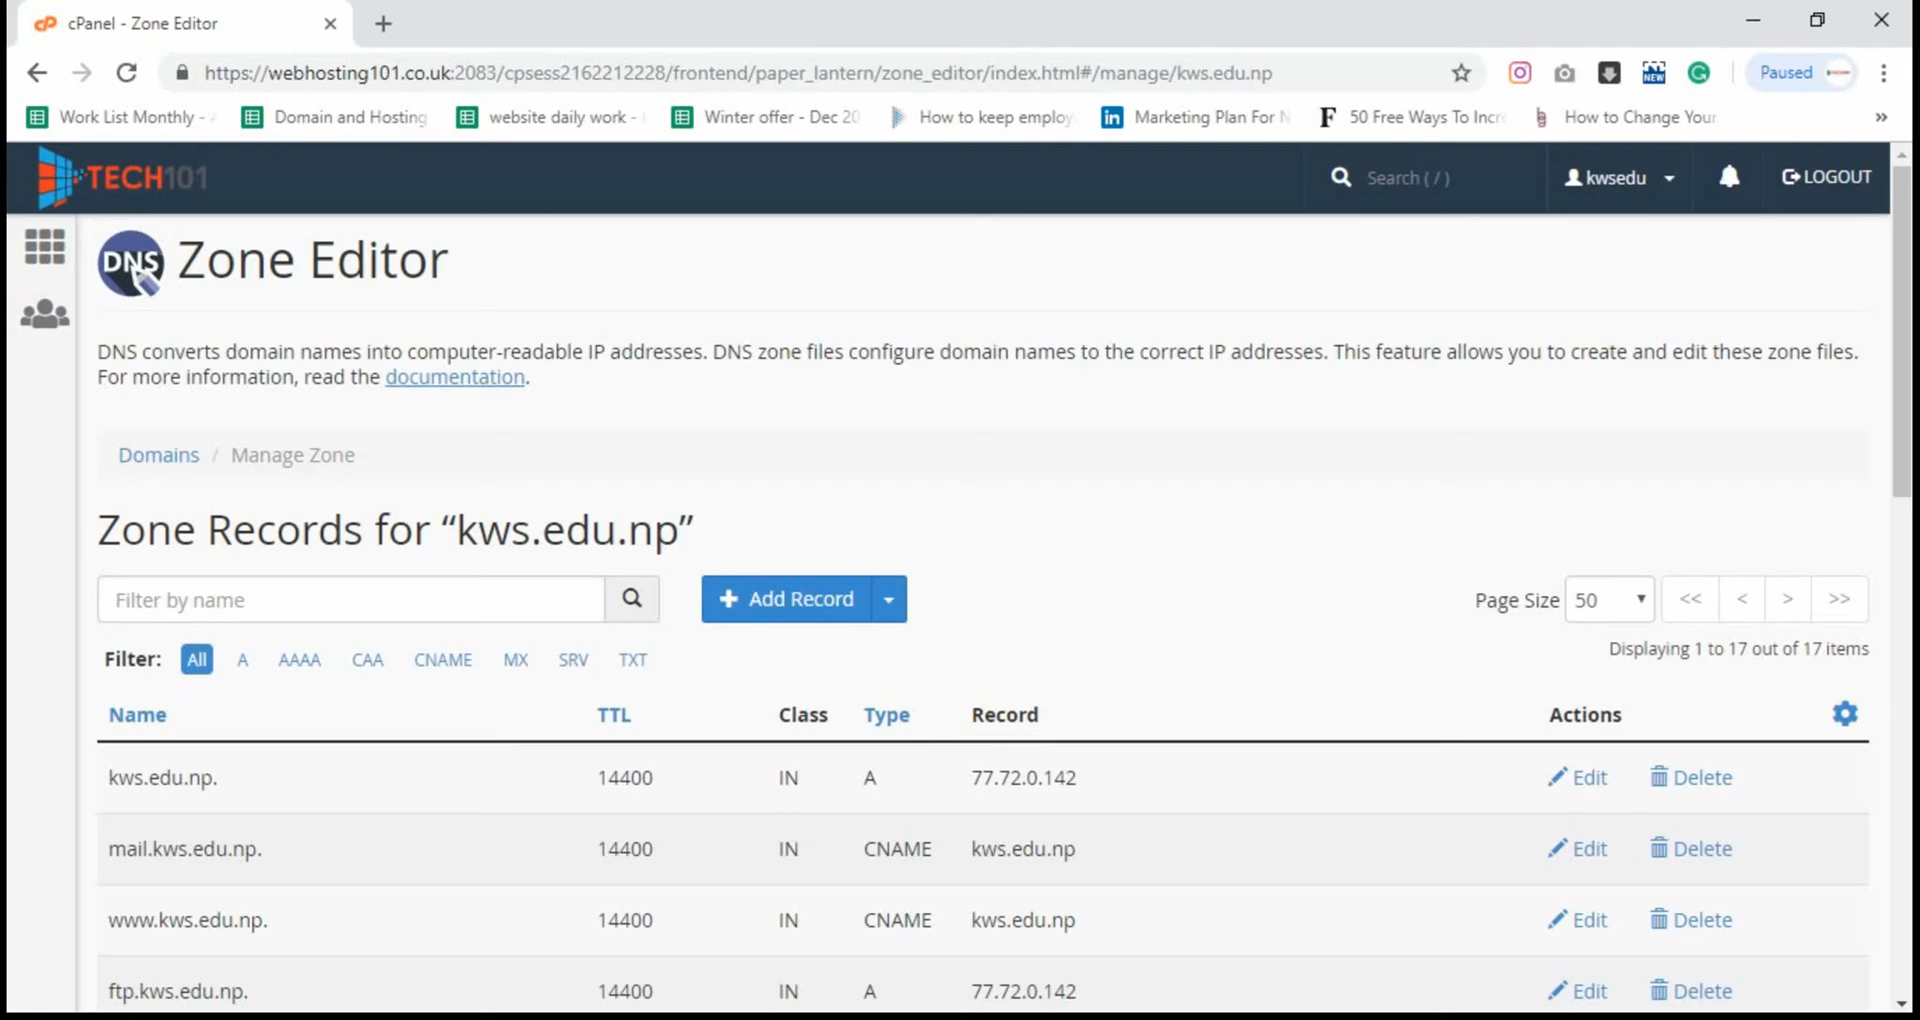 cP cPanel - Zone Editor
https://webhosting101.co.uk:2083/cpsess2162212228/frontend/paper_lantern/zone_editor/index.html#/manage/kws.edu.np
NEW
Paused
Work List Monthly -
Domain and Hosting
website daily work -
Winter offer - Dec 20
How to keep employ
in Marketing Plan For N
F 50 Free Ways To Incre
How to Change Your
»
TECH101
Search ( / )
kwsedu
LOGOUT
DNS Zone Editor
DNS converts domain names into computer-readable IP addresses. DNS zone files configure domain names to the correct IP addresses. This feature allows you to create and edit these zone files.
For more information, read the documentation.
Domains / Manage Zone
Zone Records for “kws.edu.np”
Filter by name
+ Add Record
Page Size 50 << < > >>
Filter: All A AAAA CAA CNAME MX SRV TXT
Displaying 1 to 17 out of 17 items
Name TTL Class Type Record Actions
kws.edu.np. 14400 IN A 77.72.0.142 Edit Delete
mail.kws.edu.np. 14400 IN CNAME kws.edu.np Edit Delete
www.kws.edu.np. 14400 IN CNAME kws.edu.np Edit Delete
ftp.kws.edu.np. 14400 IN A 77.72.0.142 Edit Delete